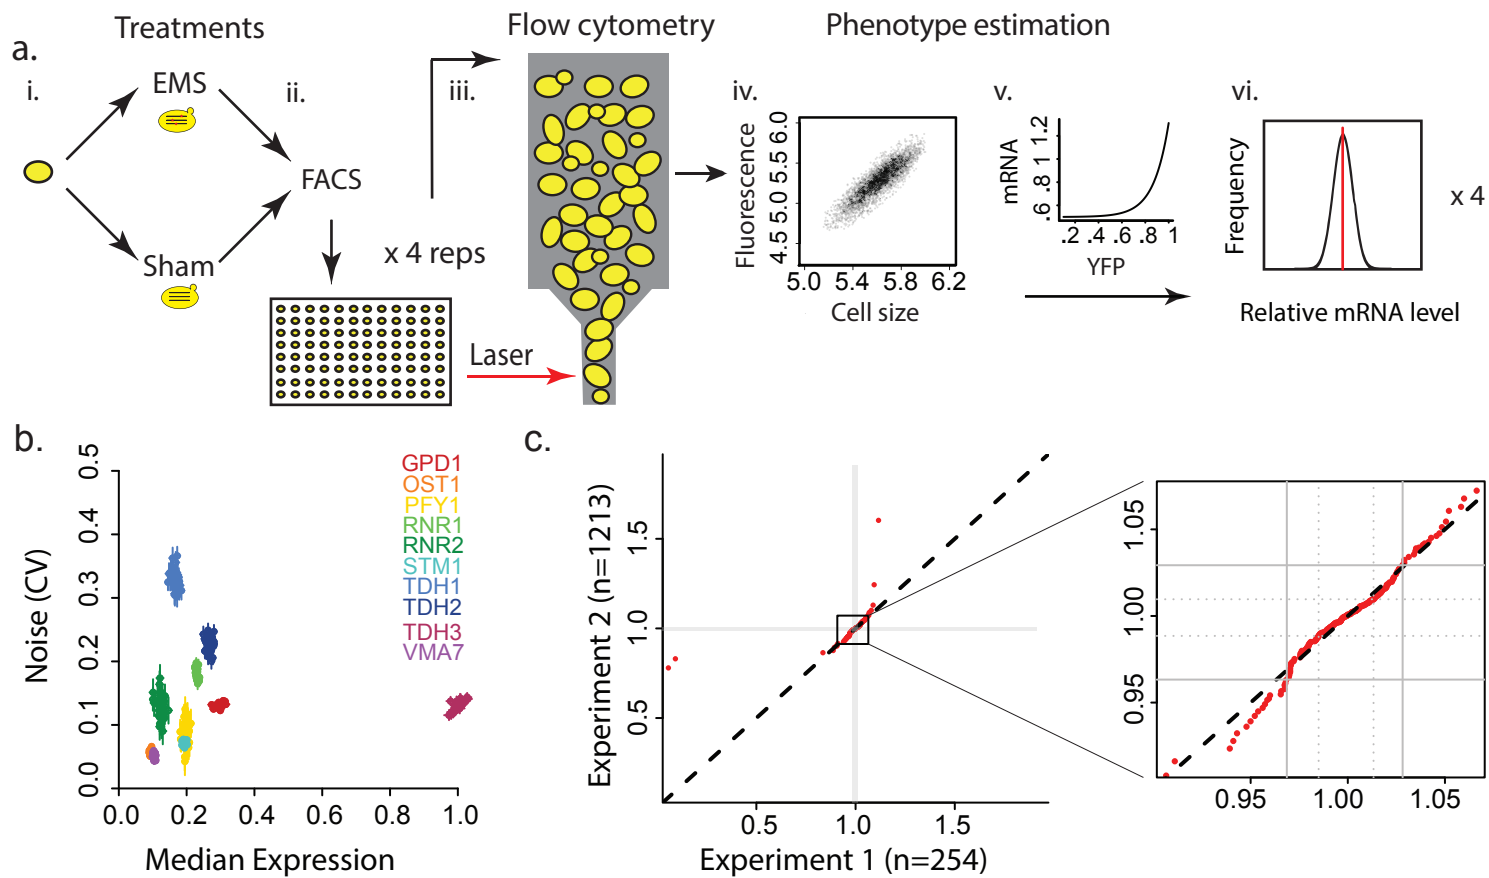 a.
Treatments
Flow cytometry
Phenotype estimation
i.
EMS
ii.
iii.
iv.
v.
vi.
FACS
Sham
x 4 reps
Laser
Fluorescence
4.5 5.0 5.5 6.0
5.0 5.4 5.8 6.2
Cell size
mRNA
.6 .8 1 1.2
.2 .4 .6 .8 1
YFP
Frequency
Relative mRNA level
x 4
b.
Noise (CV)
0.0 0.1 0.2 0.3 0.4 0.5
GPD1
OST1
PFY1
RNR1
RNR2
STM1
TDH1
TDH2
TDH3
VMA7
0.0 0.2 0.4 0.6 0.8 1.0
Median Expression
c.
Experiment 2 (n=1213)
0.5 1.0 1.5
0.5 1.0 1.5
Experiment 1 (n=254)
0.95 1.00 1.05
0.95 1.00 1.05